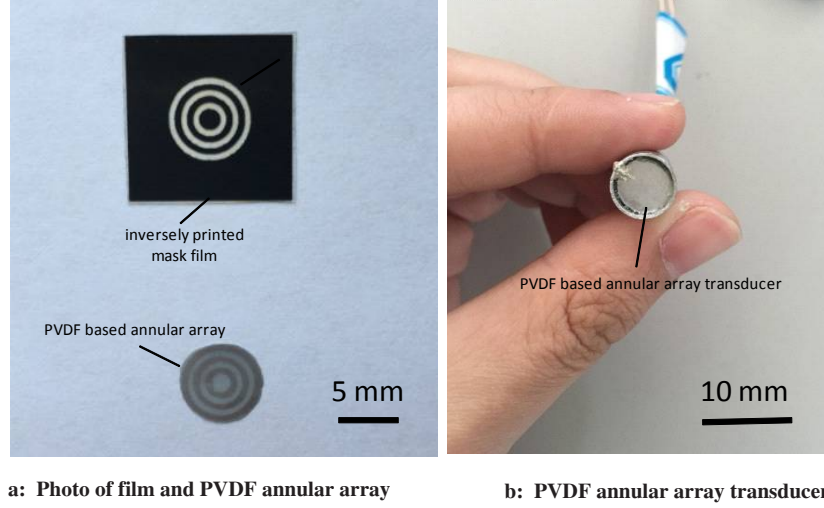 inversely printed
mask film
PVDF based annular array
5 mm
PVDF based annular array transducer
10 mm
a: Photo of film and PVDF annular array
b: PVDF annular array transducer